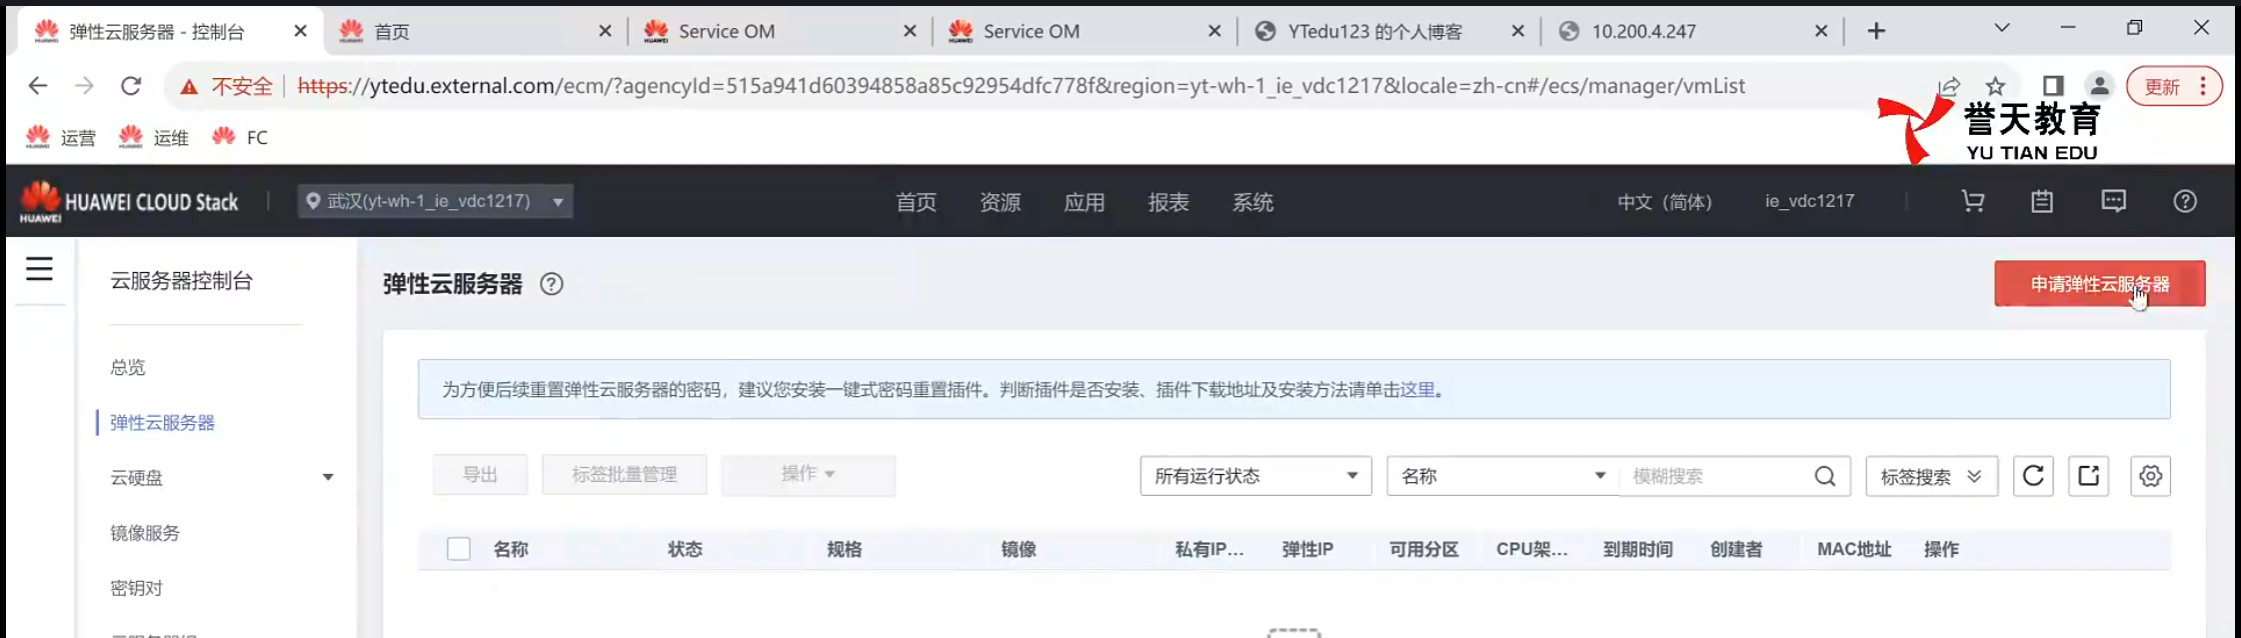 弹性云服务器 - 控制台
首页
Service OM
Service OM
YTedu123 的个人博客
10.200.4.247
不安全
https://ytedu.external.com/ecm/?agencyId=515a941d60394858a85c92954dfc778f&region=yt-wh-1_ie_vdc1217&locale=zh-cn#/ecs/manager/vmList
更新
誉天教育
YU TIAN EDU
运营
运维
FC
HUAWEI
HUAWEI CLOUD Stack
武汉(yt-wh-1_ie_vdc1217)
首页
资源
应用
报表
系统
中文（简体）
ie_vdc1217
云服务器控制台
弹性云服务器
申请弹性云服务器
总览
弹性云服务器
云硬盘
镜像服务
密钥对
为方便后续重置弹性云服务器的密码，建议您安装一键式密码重置插件。判断插件是否安装、插件下载地址及安装方法请单击这里。
导出
标签批量管理
操作
所有运行状态
名称
模糊搜索
标签搜索
名称
状态
规格
镜像
私有IP...
弹性IP
可用分区
CPU架...
到期时间
创建者
MAC地址
操作